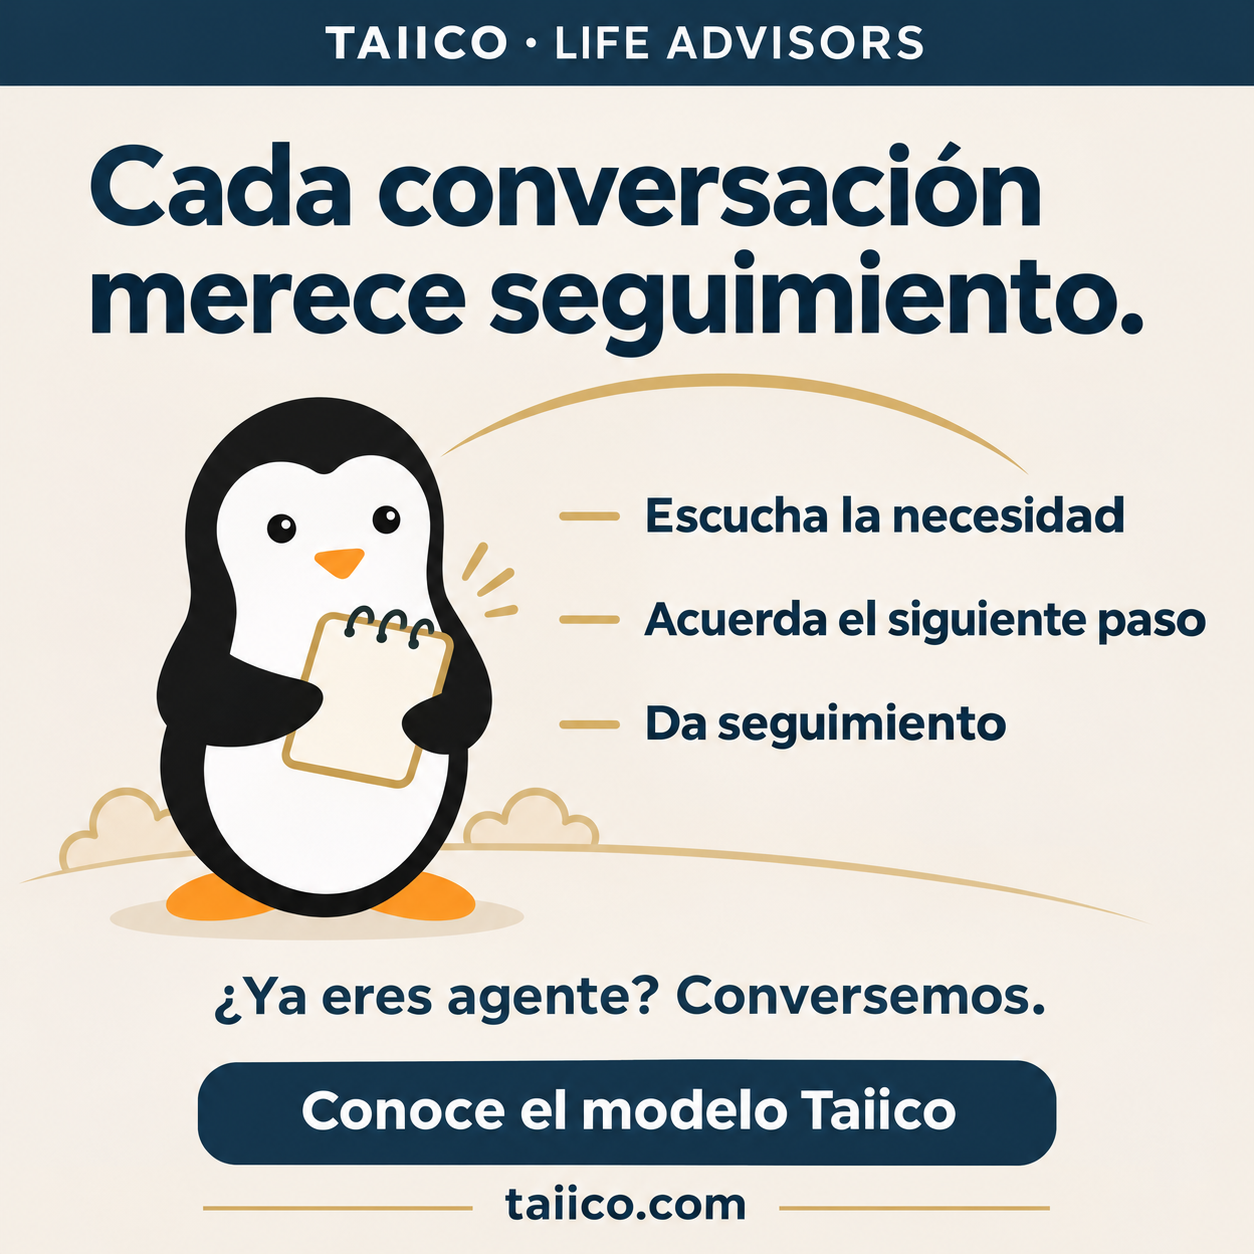 TAIICO · LIFE ADVISORS
Cada conversación
merece seguimiento.
Escucha la necesidad
Acuerda el siguiente paso
Da seguimiento
¿Ya eres agente? Conversemos.
Conoce el modelo Taiico
taiico.com